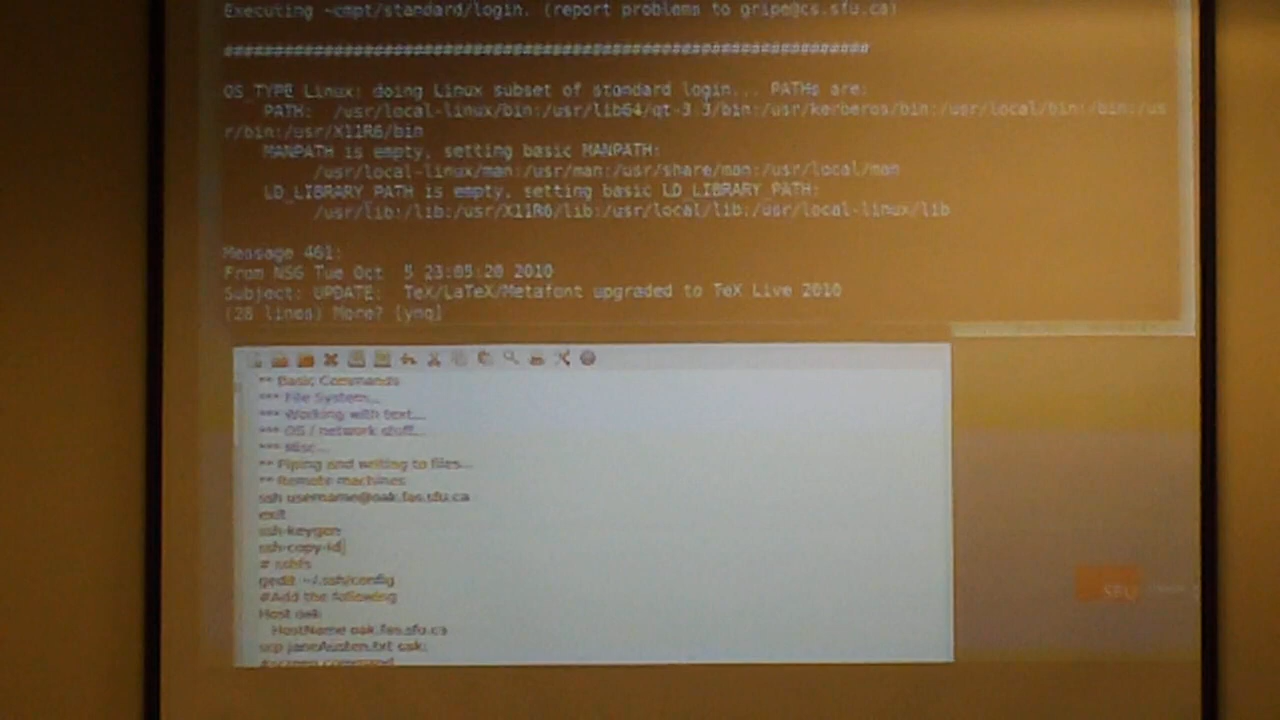 Executing ~cmpt/standard/login. (report problems to gripe@cs.sfu.ca)
################################################################
OS_TYPE Linux: doing Linux subset of standard login... PATHs are:
PATH: /usr/local-linux/bin:/usr/lib64/qt-3.3/bin:/usr/kerberos/bin:/usr/local/bin:/bin:/us
r/bin:/usr/X11R6/bin
MANPATH is empty, setting basic MANPATH:
/usr/local-linux/man:/usr/man:/usr/share/man:/usr/local/man
LD_LIBRARY_PATH is empty, setting basic LD_LIBRARY_PATH:
/usr/lib:/lib:/usr/X11R6/lib:/usr/local/lib:/usr/local-linux/lib
Message 461:
From NSG Tue Oct 5 23:05:20 2010
Subject: UPDATE: TeX/LaTeX/Metafont upgraded to TeX Live 2010
(28 lines) More? [ynq]
** Basic Commands
*** File System...
*** Working with text...
*** OS / network stuff...
*** Misc...
** Piping and writing to files...
** Remote machines
ssh username@oak.fas.sfu.ca
exit
ssh-keygen
ssh-copy-id
# sshfs
gedit ~/.ssh/config
#Add the following
Host oak
HostName oak.fas.sfu.ca
scp janeAusten.txt oak:
#screen command
SFU